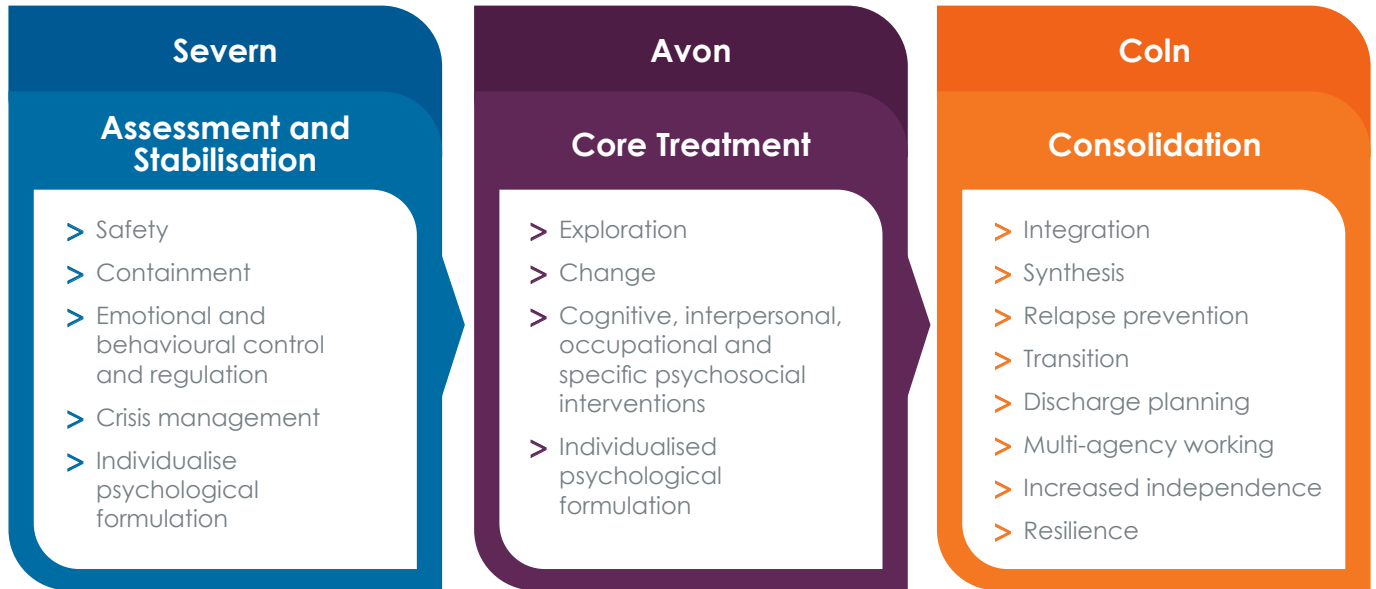 Severn
Assessment and
Stabilisation
> Safety
> Containment
> Emotional and
behavioural control
and regulation
> Crisis management
> Individualise
psychological
formulation
Avon
Core Treatment
> Exploration
> Change
> Cognitive, interpersonal,
occupational and
specific psychosocial
interventions
> Individualised
psychological
formulation
Coln
Consolidation
> Integration
> Synthesis
> Relapse prevention
> Transition
> Discharge planning
> Multi-agency working
> Increased independence
> Resilience